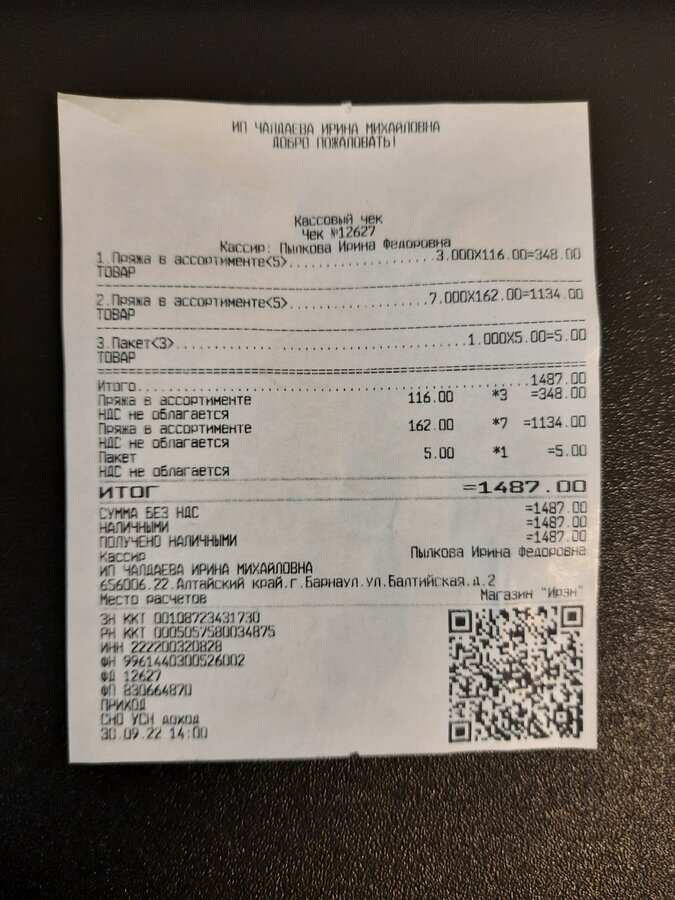 ИП ЧАЛДАЕВА ИРИНА МИХАЙЛОВНА
ДОБРО ПОЖАЛОВАТЬ!
Кассовый чек
Чек №12627
Кассир: Пылкова Ирина Федоровна
1.Пряжа в ассортименте<5>....................3.000X116.00=348.00
ТОВАР
2.Пряжа в ассортименте<5>...................7.000X162.00=1134.00
ТОВАР
3.Пакет<3>........................................1.000X5.00=5.00
ТОВАР
Итого.......................................................1487.00
Пряжа в ассортименте 116.00 *3 =348.00
НДС не облагается
Пряжа в ассортименте 162.00 *7 =1134.00
НДС не облагается
Пакет 5.00 *1 =5.00
НДС не облагается
ИТОГ =1487.00
СУММА БЕЗ НДС =1487.00
НАЛИЧНЫМИ =1487.00
ПОЛУЧЕНО НАЛИЧНЫМИ =1487.00
Кассир Пылкова Ирина Федоровна
ИП ЧАЛДАЕВА ИРИНА МИХАЙЛОВНА
656006,22,Алтайский край,г.Барнаул,ул.Балтийская,д.2
Место расчетов Магазин "Ирэн"
ЗН ККТ 00108723431730
РН ККТ 0005057580034875
ИНН 222200320828
ФН 9961440300526002
ФД 12627
ФП 830664870
ПРИХОД
СНО УСН доход
30.09.22 14:00